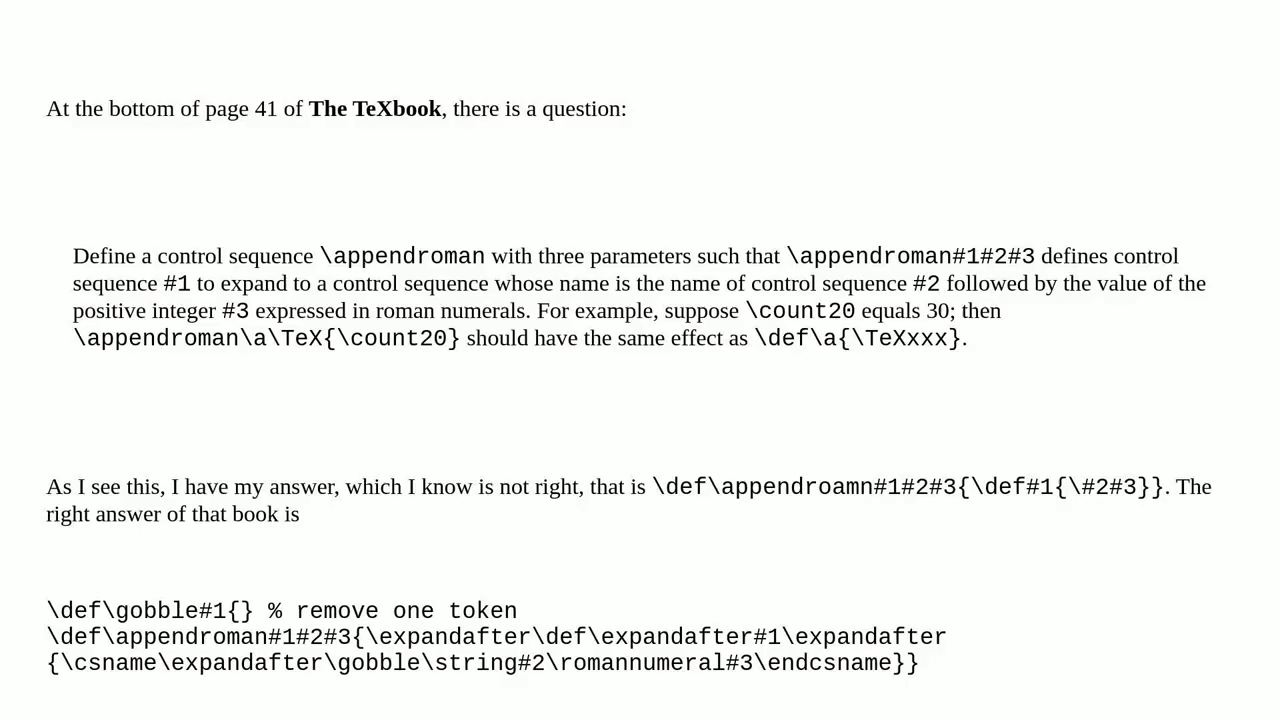 At the bottom of page 41 of The TeXbook, there is a question:
Define a control sequence \appendroman with three parameters such that \appendroman#1#2#3 defines control
sequence #1 to expand to a control sequence whose name is the name of control sequence #2 followed by the value of the
positive integer #3 expressed in roman numerals. For example, suppose \count20 equals 30; then
\appendroman\a\TeX{\count20} should have the same effect as \def\a{\TeXxxx}.
As I see this, I have my answer, which I know is not right, that is \def\appendroamn#1#2#3{\def#1{\#2#3}}. The
right answer of that book is
\def\gobble#1{} % remove one token
\def\appendroman#1#2#3{\expandafter\def\expandafter#1\expandafter
{\csname\expandafter\gobble\string#2\romannumeral#3\endcsname}}